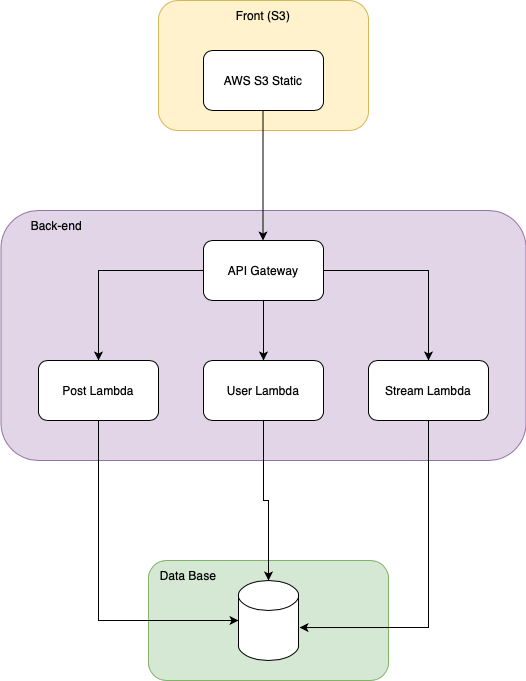 Front (S3)
AWS S3 Static
Back-end
API Gateway
Post Lambda
User Lambda
Stream Lambda
Data Base